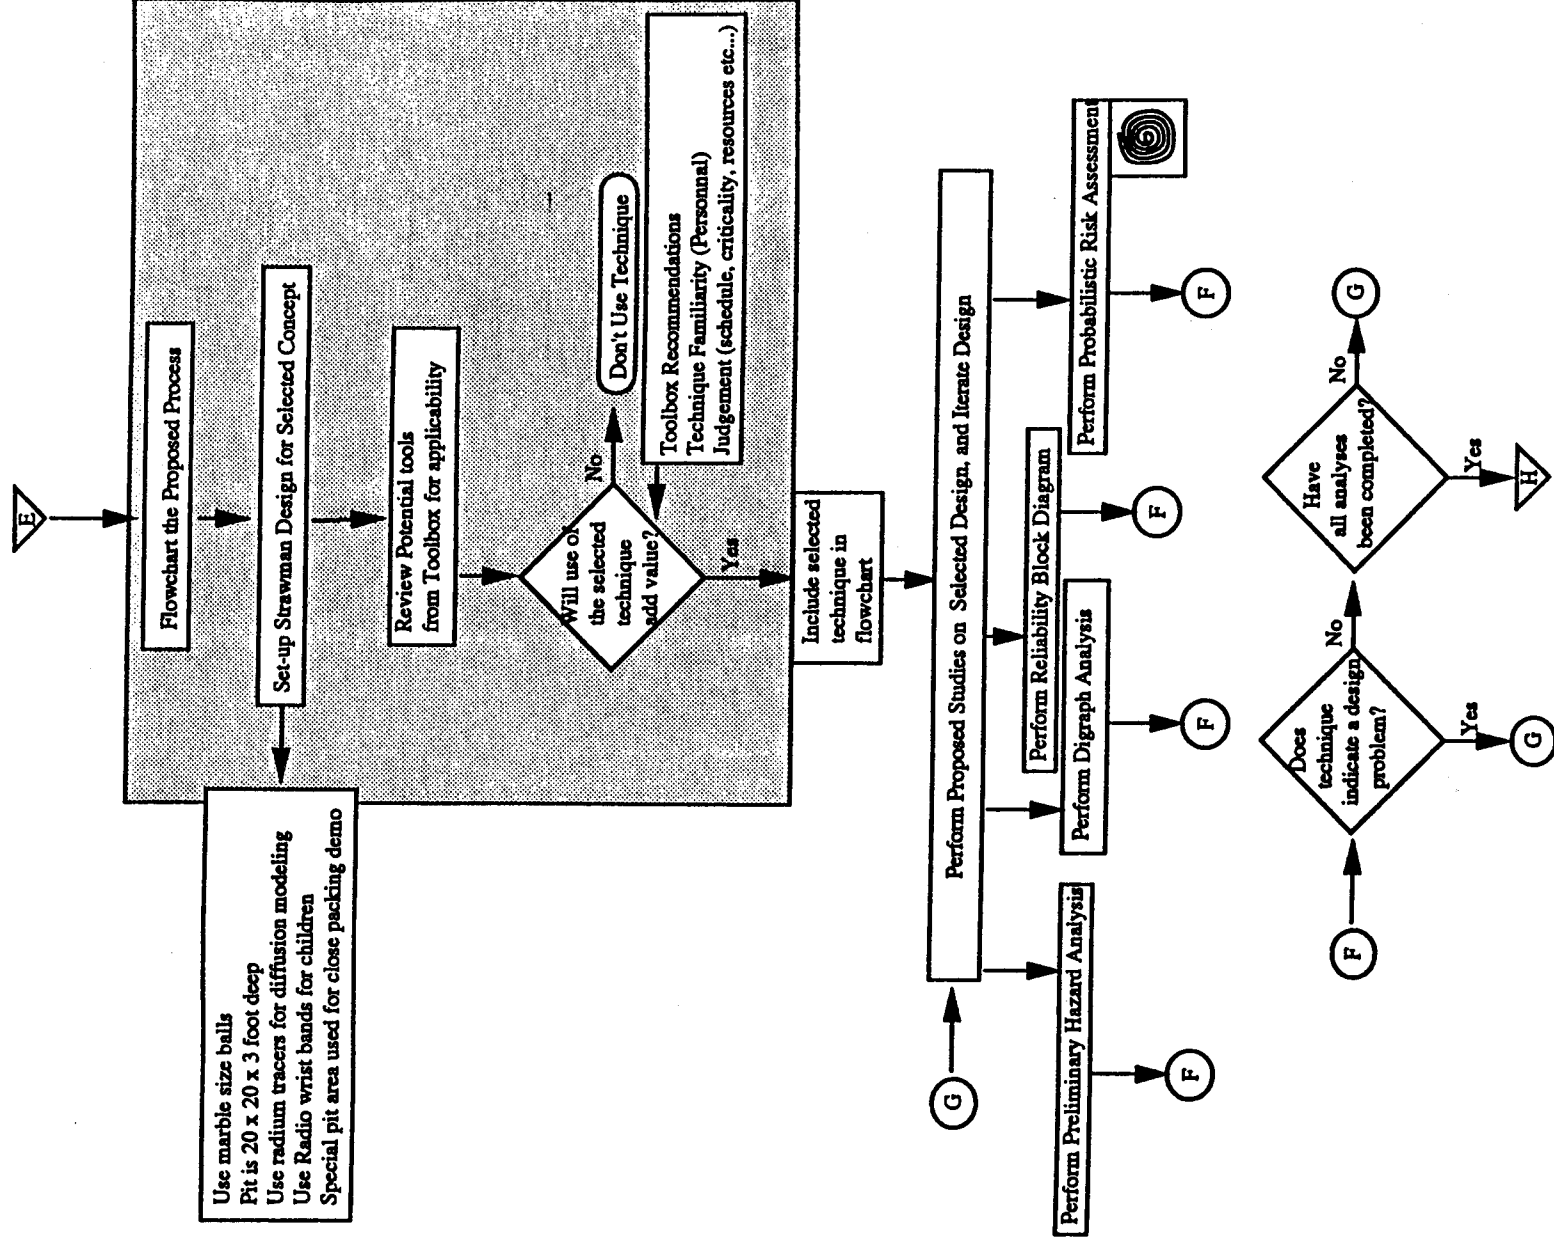 E
Flowchart the Proposed Process
Set-up Strawman Design for Selected Concept
Use marble size balls
Pit is 20 x 20 x 3 foot deep
Use radium tracers for diffusion modeling
Use Radio wrist bands for children
Special pit area used for close packing demo
Review Potential tools
from Toolbox for applicability
Will use of
the selected
technique
add value?
No
Don't Use Technique
Toolbox Recommendations
Technique Familiarity (Personnal)
Judgement (schedule, criticality, resources etc...)
Yes
Include selected
technique in
flowchart
G
Perform Proposed Studies on Selected Design, and Iterate Design
Perform Preliminary Hazard Analysis
F
Perform Digraph Analysis
F
Perform Reliability Block Diagram
F
Perform Probabilistic Risk Assessment
F
F
Does
technique
indicate a design
problem?
Yes
G
No
Have
all analyses
been completed?
No
G
Yes
H